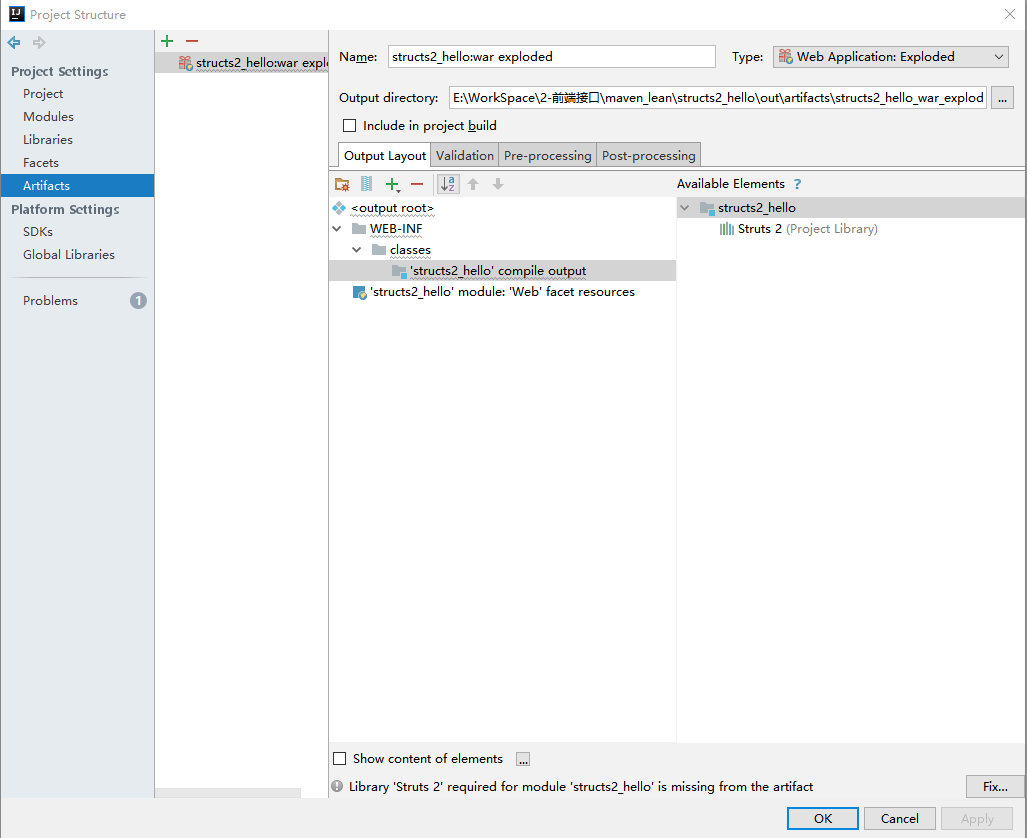 Project Structure
Project Settings
Project
Modules
Libraries
Facets
Artifacts
Platform Settings
SDKs
Global Libraries
Problems 1
structs2_hello:war explo
Name: structs2_hello:war exploded Type: Web Application: Exploded
Output directory: E:\WorkSpace\2-前端接口\maven_lean\structs2_hello\out\artifacts\structs2_hello_war_explod ...
Include in project build
Output Layout Validation Pre-processing Post-processing
Available Elements ?
<output root>
WEB-INF
classes
'structs2_hello' compile output
'structs2_hello' module: 'Web' facet resources
structs2_hello
Struts 2 (Project Library)
Show content of elements ...
Library 'Struts 2' required for module 'structs2_hello' is missing from the artifact Fix...
OK Cancel Apply